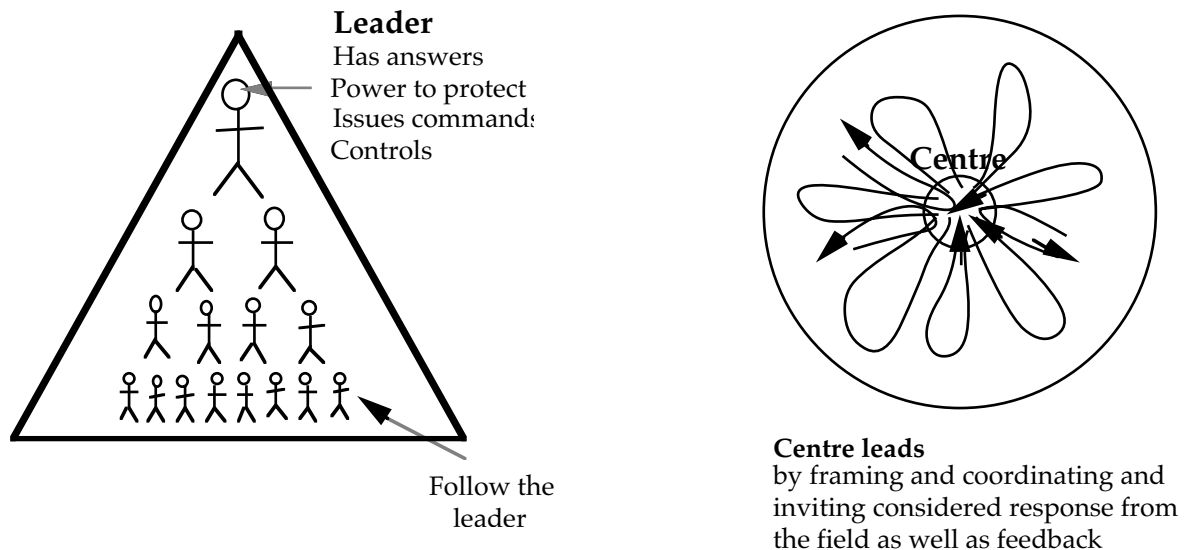 Leader
Has answers
Power to protect
Issues commands
Controls
Follow the
leader
Centre
Centre leads
by framing and coordinating and
inviting considered response from
the field as well as feedback